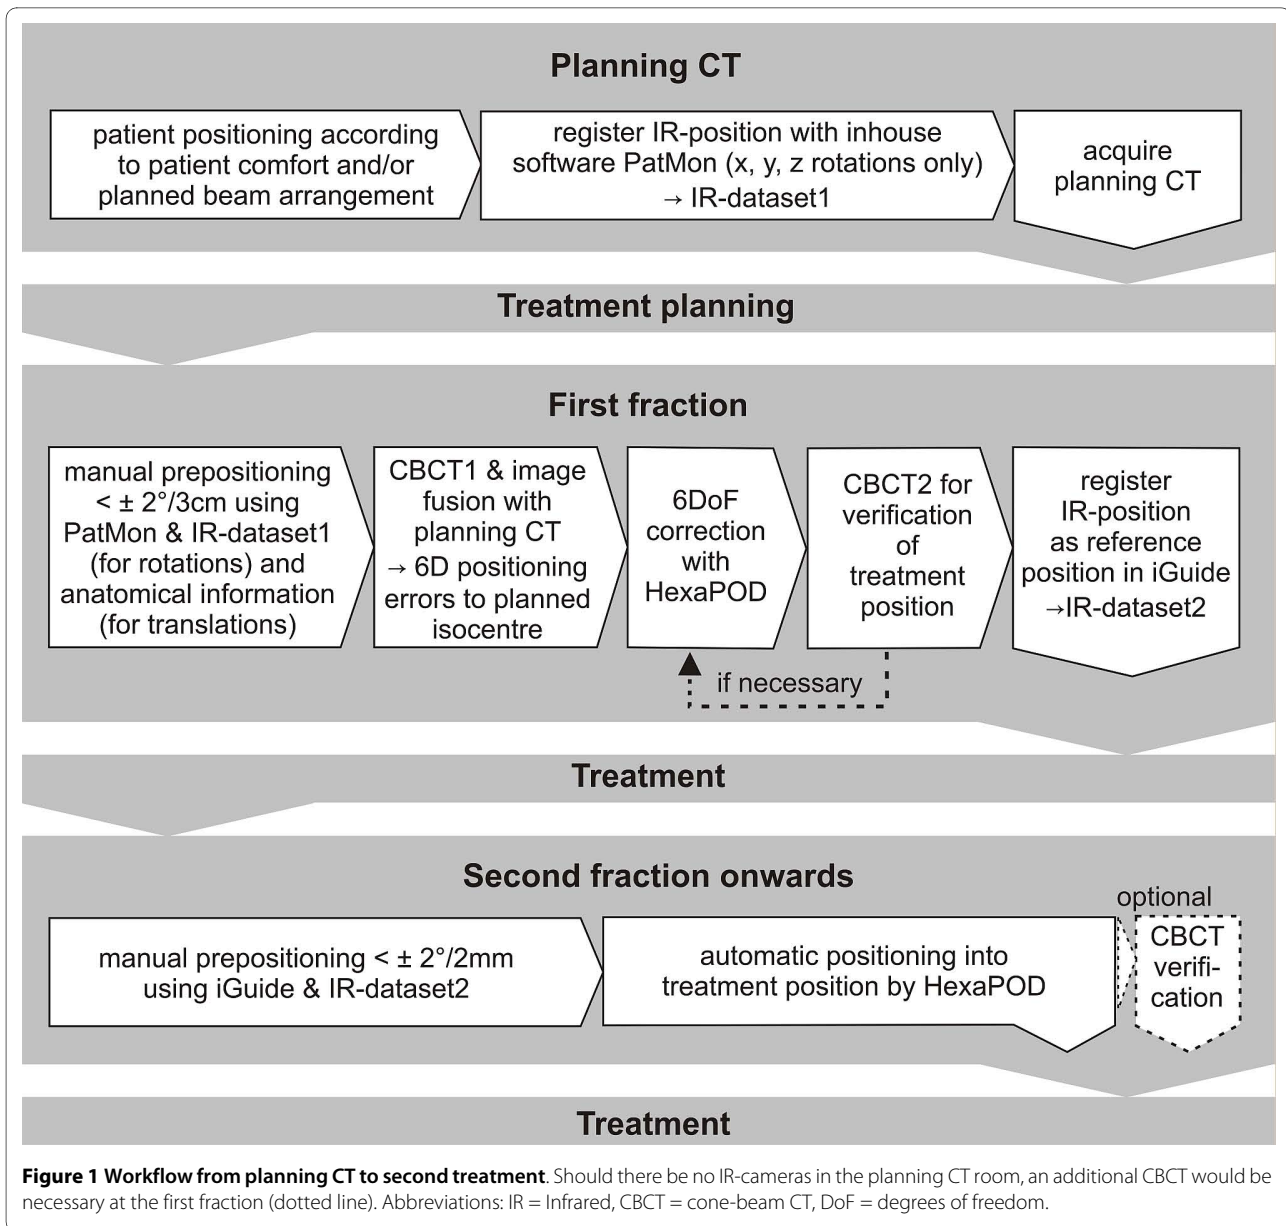 Planning CT
patient positioning according
to patient comfort and/or
planned beam arrangement
register IR-position with inhouse
software PatMon (x, y, z rotations only)
→ IR-dataset1
acquire
planning CT
Treatment planning
First fraction
manual prepositioning
< ± 2°/3cm using
PatMon & IR-dataset1
(for rotations) and
anatomical information
(for translations)
CBCT1 & image
fusion with
planning CT
→ 6D positioning
errors to planned
isocentre
6DoF
correction
with
HexaPOD
CBCT2 for
verification
of
treatment
position
register
IR-position
as reference
position in iGuide
→IR-dataset2
if necessary
Treatment
Second fraction onwards
manual prepositioning < ± 2°/2mm
using iGuide & IR-dataset2
automatic positioning into
treatment position by HexaPOD
optional
CBCT
verifi-
cation
Treatment
Figure 1 Workflow from planning CT to second treatment. Should there be no IR-cameras in the planning CT room, an additional CBCT would be
necessary at the first fraction (dotted line). Abbreviations: IR = Infrared, CBCT = cone-beam CT, DoF = degrees of freedom.